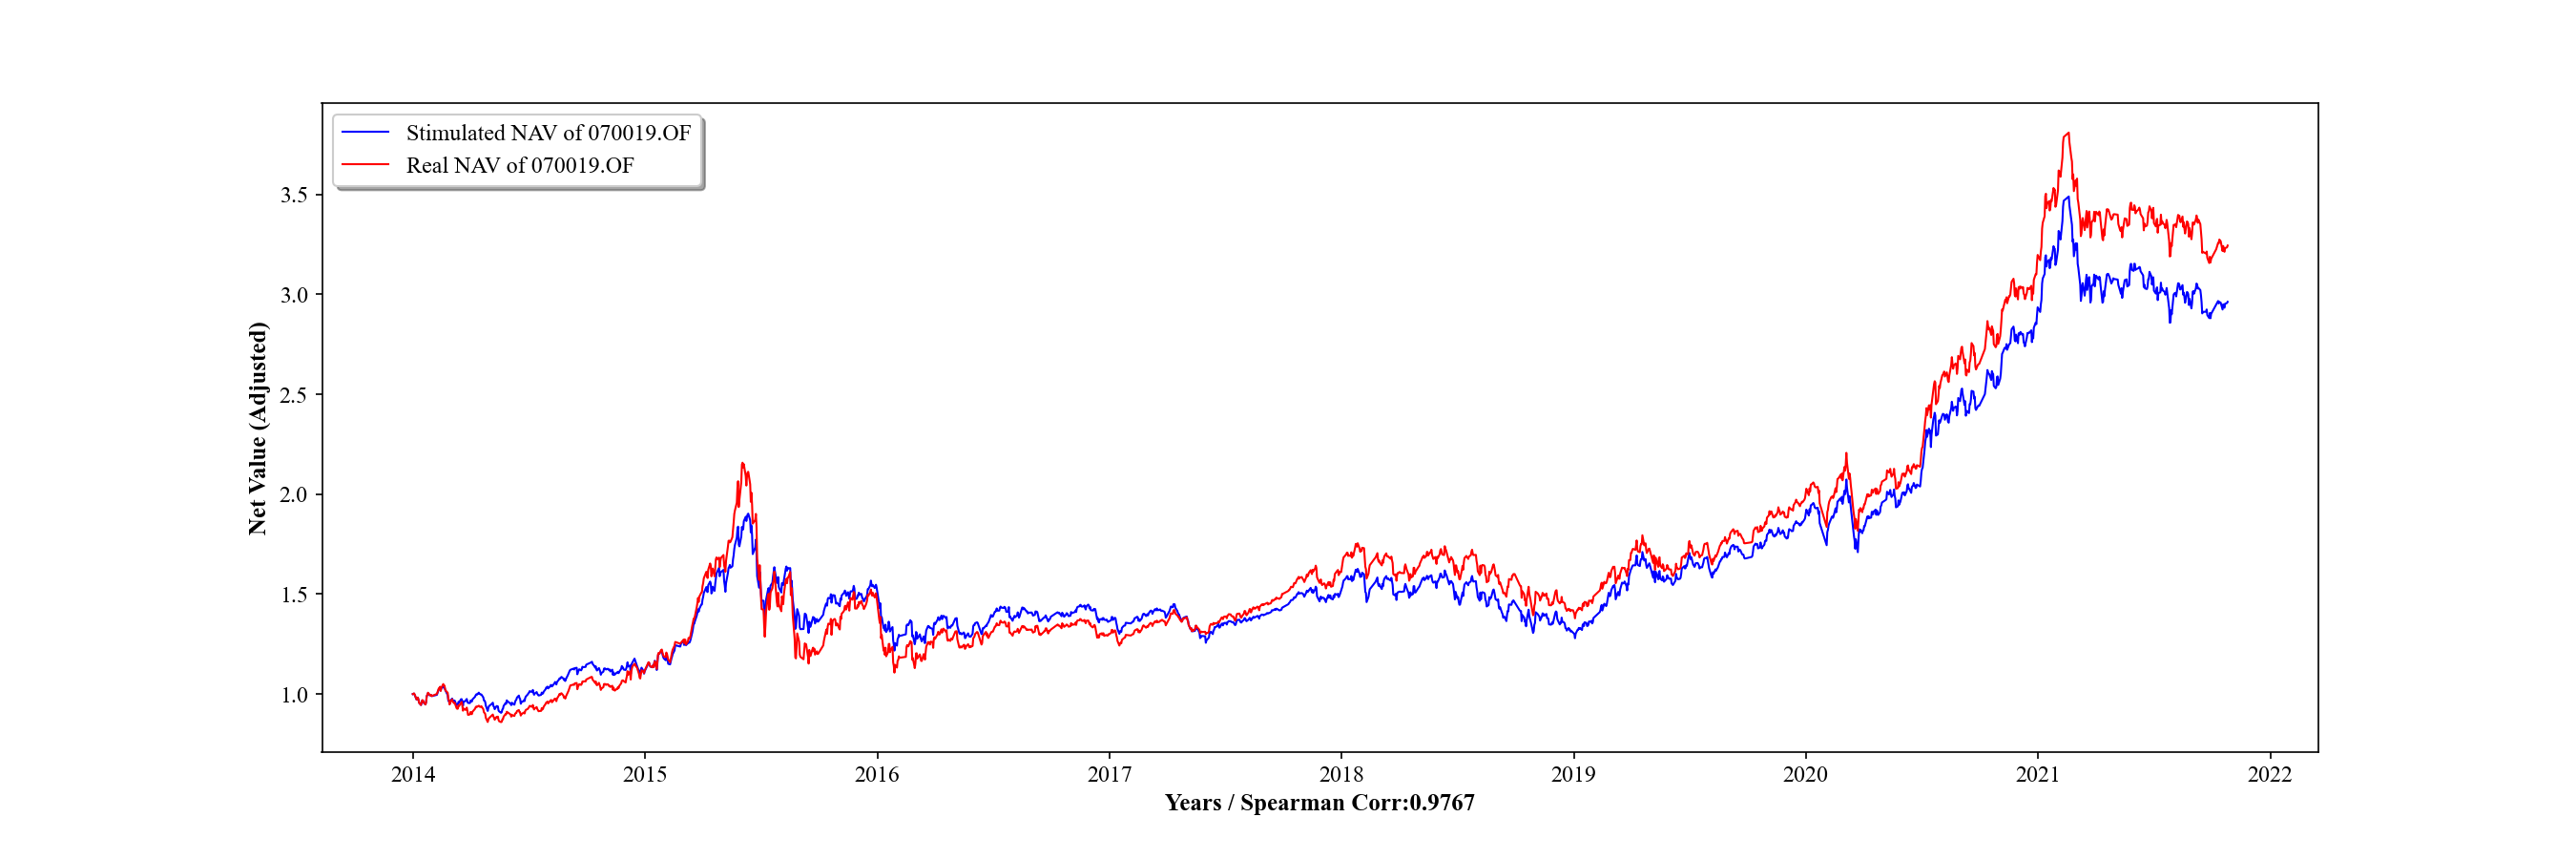 Stimulated NAV of 070019.OF
Real NAV of 070019.OF
3.5
3.0
2.5
2.0
1.5
1.0
Net Value (Adjusted)
2014 2015 2016 2017 2018 2019 2020 2021 2022
Years / Spearman Corr:0.9767